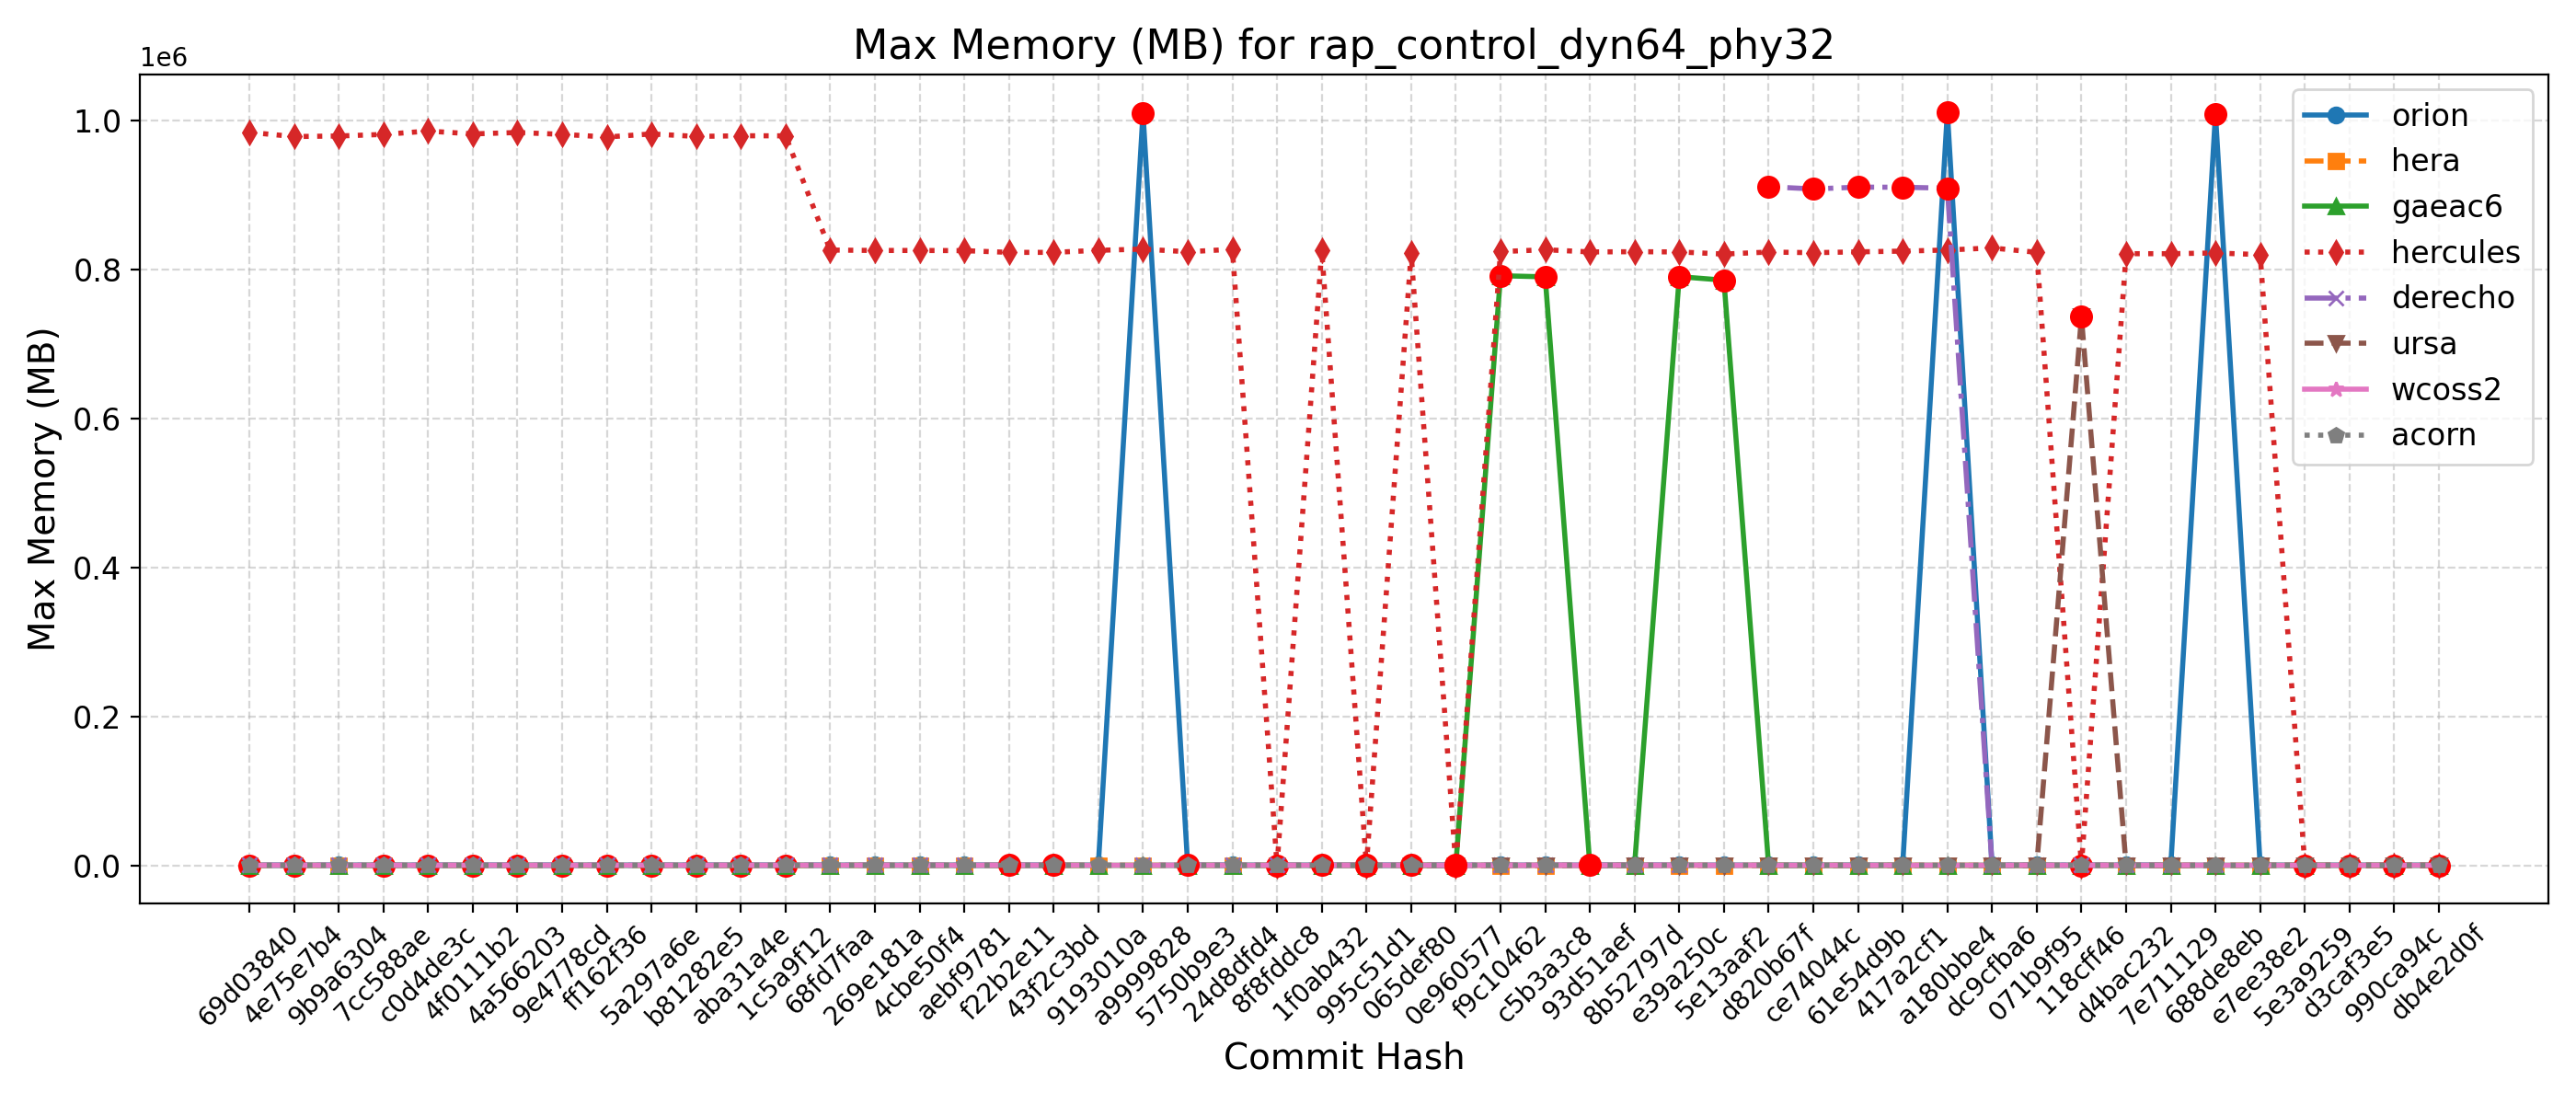 Max Memory (MB) for rap_control_dyn64_phy32
1e6
1.0
0.8
0.6
0.4
0.2
0.0
Max Memory (MB)
orion
hera
gaeac6
hercules
derecho
ursa
wcoss2
acorn
69d03840
4e75e7b4
9b9a6304
7cc588ae
c0d4de3c
4f0111b2
4a566203
9e4778cd
ff162f36
5a297a6e
b81282e5
aba31a4e
1c5a9f12
68fd7faa
269e181a
4cbe50f4
aebf9781
f22b2e11
43f2c3bd
9193010a
a9999828
5750b9e3
24d8dfd4
8f8fddc8
1f0ab432
995c51d1
065def80
0e960577
f9c10462
c5b3a3c8
93d51aef
8b52797d
e39a250c
5e13aaf2
d820b67f
ce74044c
61e54d9b
417a2cf1
a180bbe4
dc9cfba6
071b9f95
118cff46
d4bac232
7e711129
688de8eb
e7ee38e2
5e3a9259
d3caf3e5
990ca94c
db4e2d0f
Commit Hash